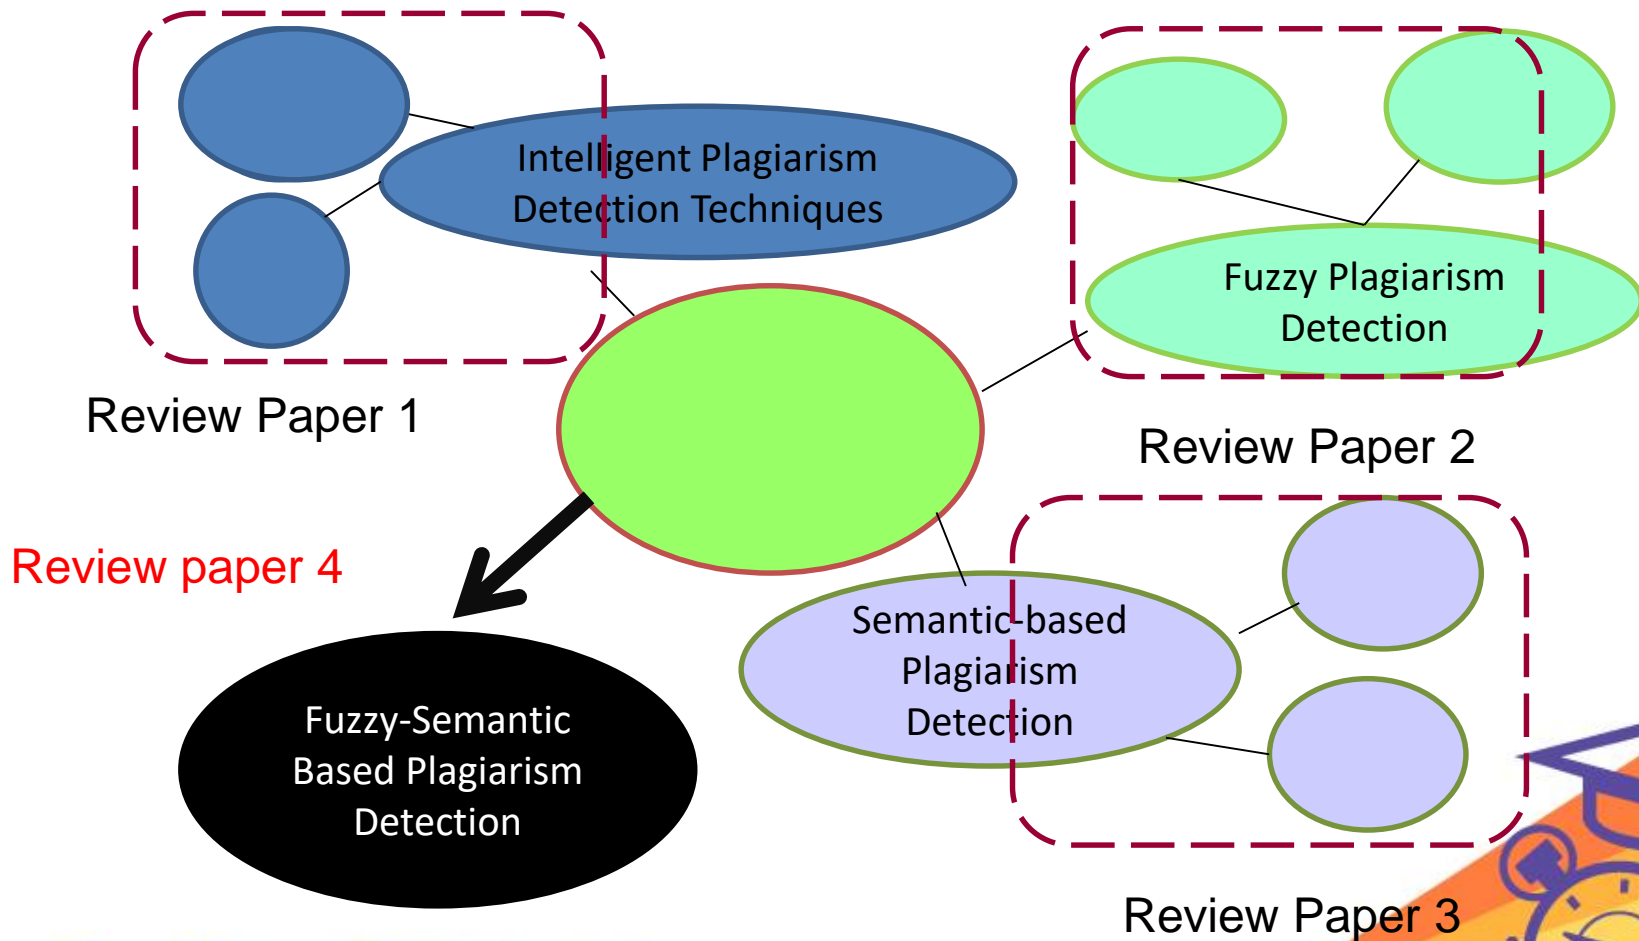 Intelligent Plagiarism
Detection Techniques
Review Paper 1
Fuzzy Plagiarism
Detection
Review Paper 2
Review paper 4
Fuzzy-Semantic
Based Plagiarism
Detection
Semantic-based
Plagiarism
Detection
Review Paper 3